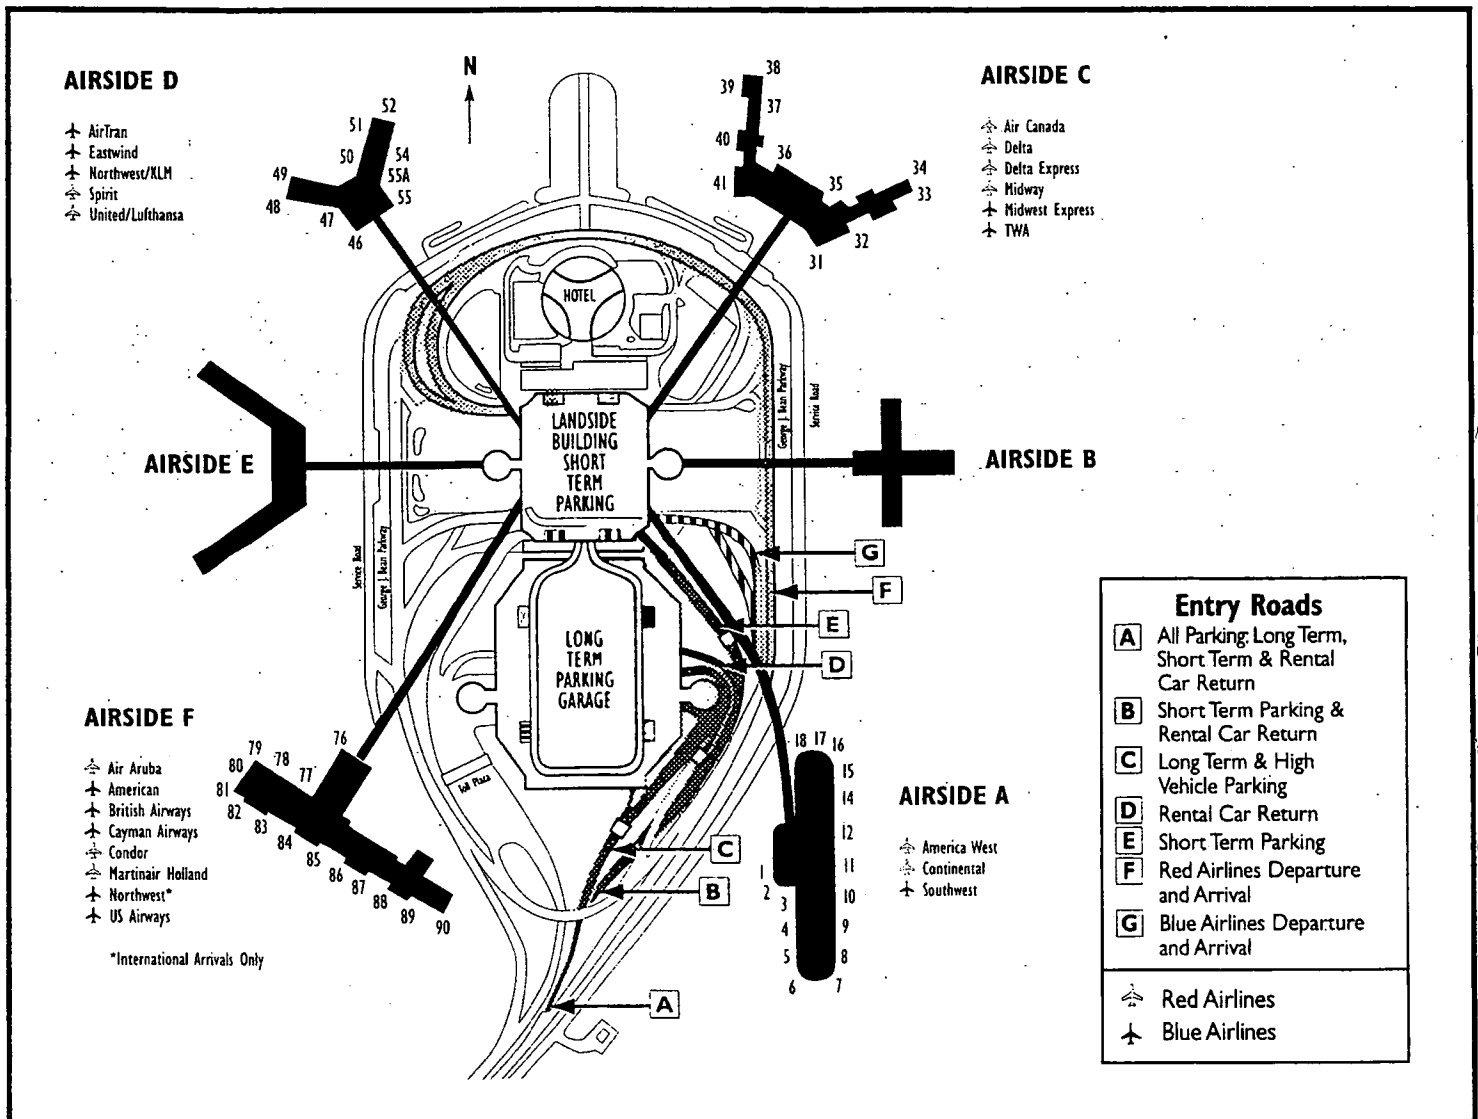 AIRSIDE D
AirTran
Eastwind
Northwest/KLM
Spirit
United/Lufthansa
N
52
51
50
54
55A
55
49
48
47
46
38
39
37
40
36
41
35
34
33
32
31
AIRSIDE C
Air Canada
Delta
Delta Express
Midway
Midwest Express
TWA
HOTEL
George J. Bean Parkway
Service Road
LANDSIDE
BUILDING
SHORT
TERM
PARKING
AIRSIDE E
AIRSIDE B
Service Road
George J. Bean Parkway
G
F
E
D
LONG
TERM
PARKING
GARAGE
Toll Plaza
AIRSIDE F
Air Aruba
American
British Airways
Cayman Airways
Condor
Martinair Holland
Northwest*
US Airways
*International Arrivals Only
76
79
78
77
80
81
82
83
84
85
86
87
88
89
90
18 17 16
15
14
12
11
10
9
8
7
1
2
3
4
5
6
AIRSIDE A
America West
Continental
Southwest
C
B
A
Entry Roads
A All Parking: Long Term,
Short Term & Rental
Car Return
B Short Term Parking &
Rental Car Return
C Long Term & High
Vehicle Parking
D Rental Car Return
E Short Term Parking
F Red Airlines Departure
and Arrival
G Blue Airlines Departure
and Arrival
Red Airlines
Blue Airlines